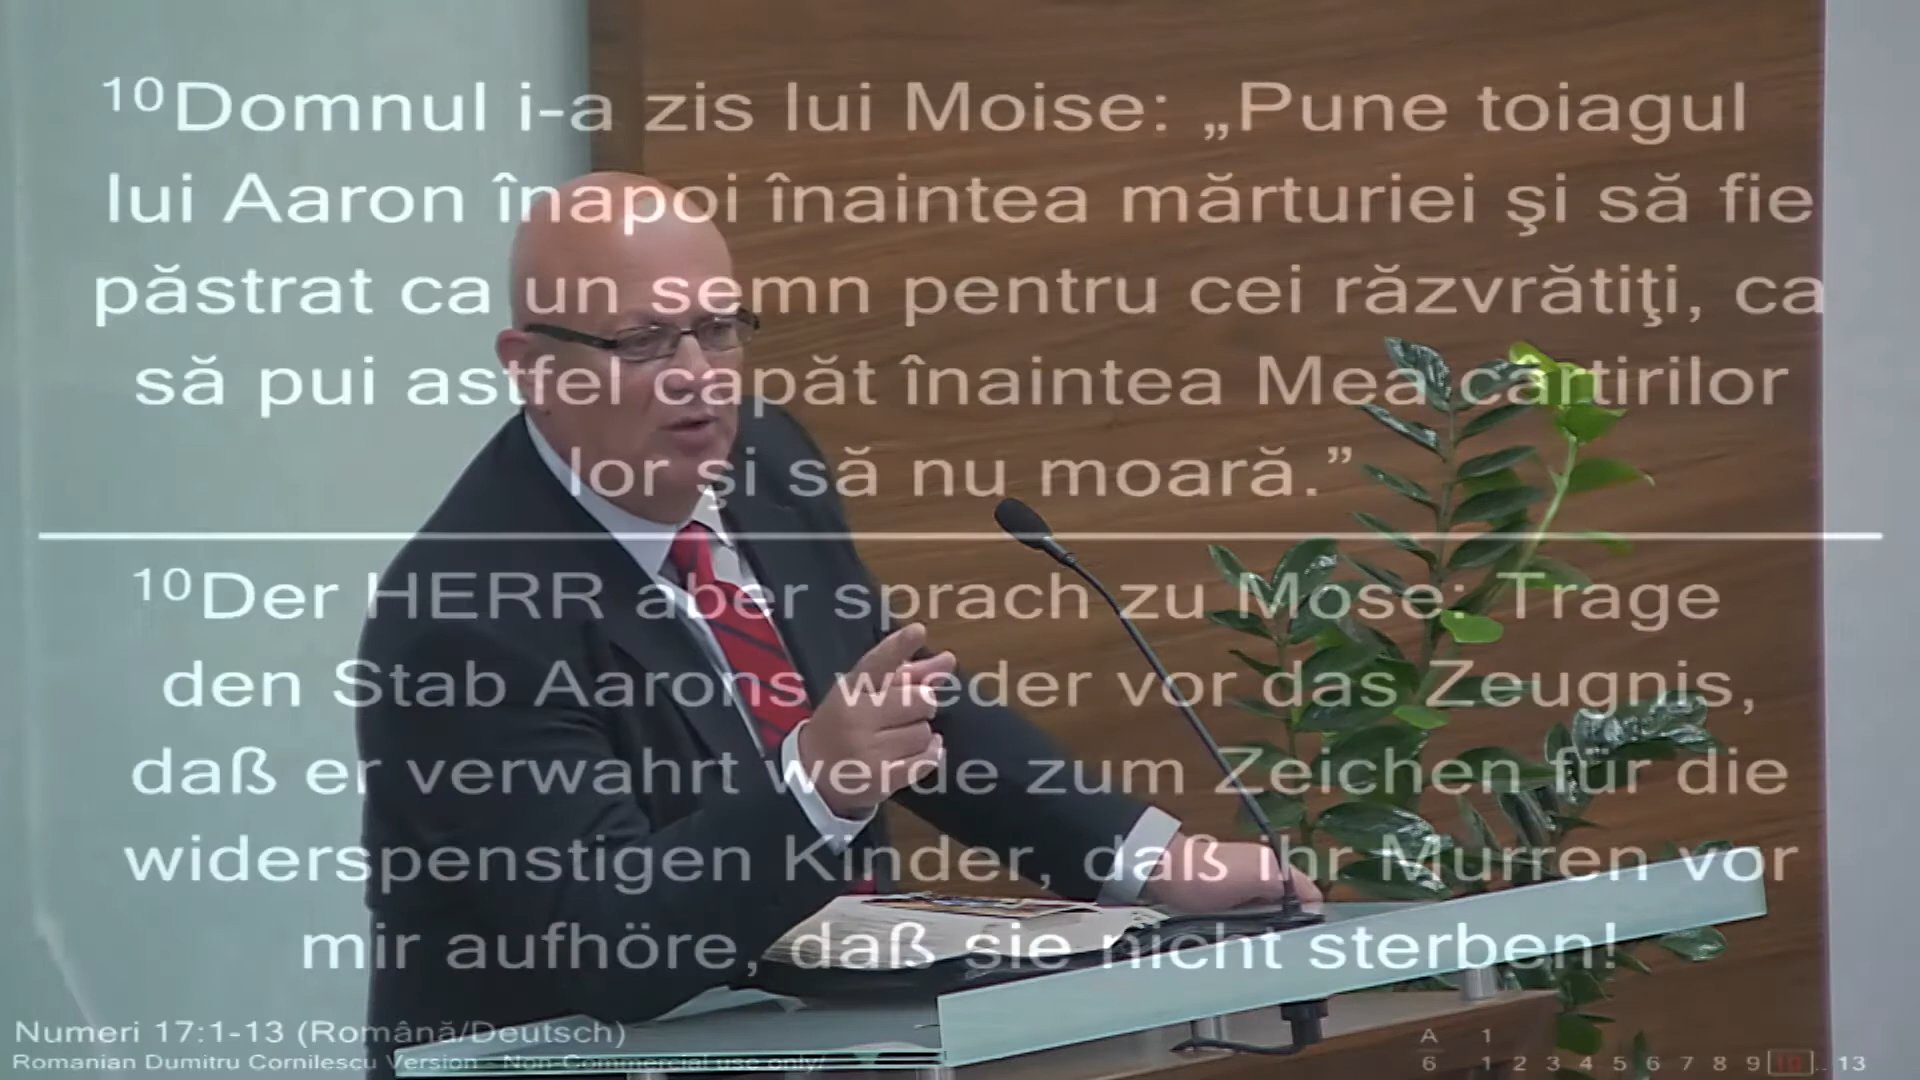 10Domnul i-a zis lui Moise: „Pune toiagul
lui Aaron înapoi înaintea mărturiei şi să fie
păstrat ca un semn pentru cei răzvrătiţi, ca
să pui astfel capăt înaintea Mea cârtirilor
lor şi să nu moară.”
10Der HERR aber sprach zu Mose: Trage
den Stab Aarons wieder vor das Zeugnis,
daß er verwahrt werde zum Zeichen für die
widerspenstigen Kinder, daß ihr Murren vor
mir aufhöre, daß sie nicht sterben!
Numeri 17:1-13 (Română/Deutsch)
Romanian Dumitru Cornilescu Version - Non-Commercial use only/
A 1
6 1 2 3 4 5 6 7 8 9 10 .. 13